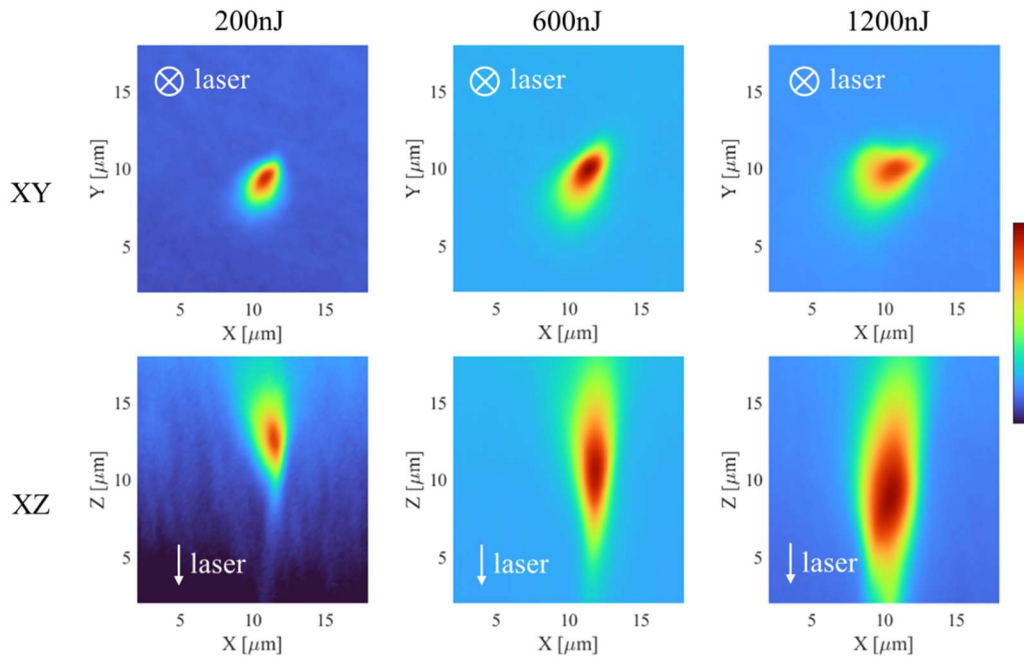 200nJ 600nJ 1200nJ
XY
⊗ laser ⊗ laser ⊗ laser
Y [μm] Y [μm] Y [μm]
15 15 15
10 10 10
5 5 5
5 10 15 5 10 15 5 10 15
X [μm] X [μm] X [μm]
XZ
Z [μm] Z [μm] Z [μm]
15 15 15
10 10 10
5 5 5
↓ laser ↓ laser ↓ laser
5 10 15 5 10 15 5 10 15
X [μm] X [μm] X [μm]